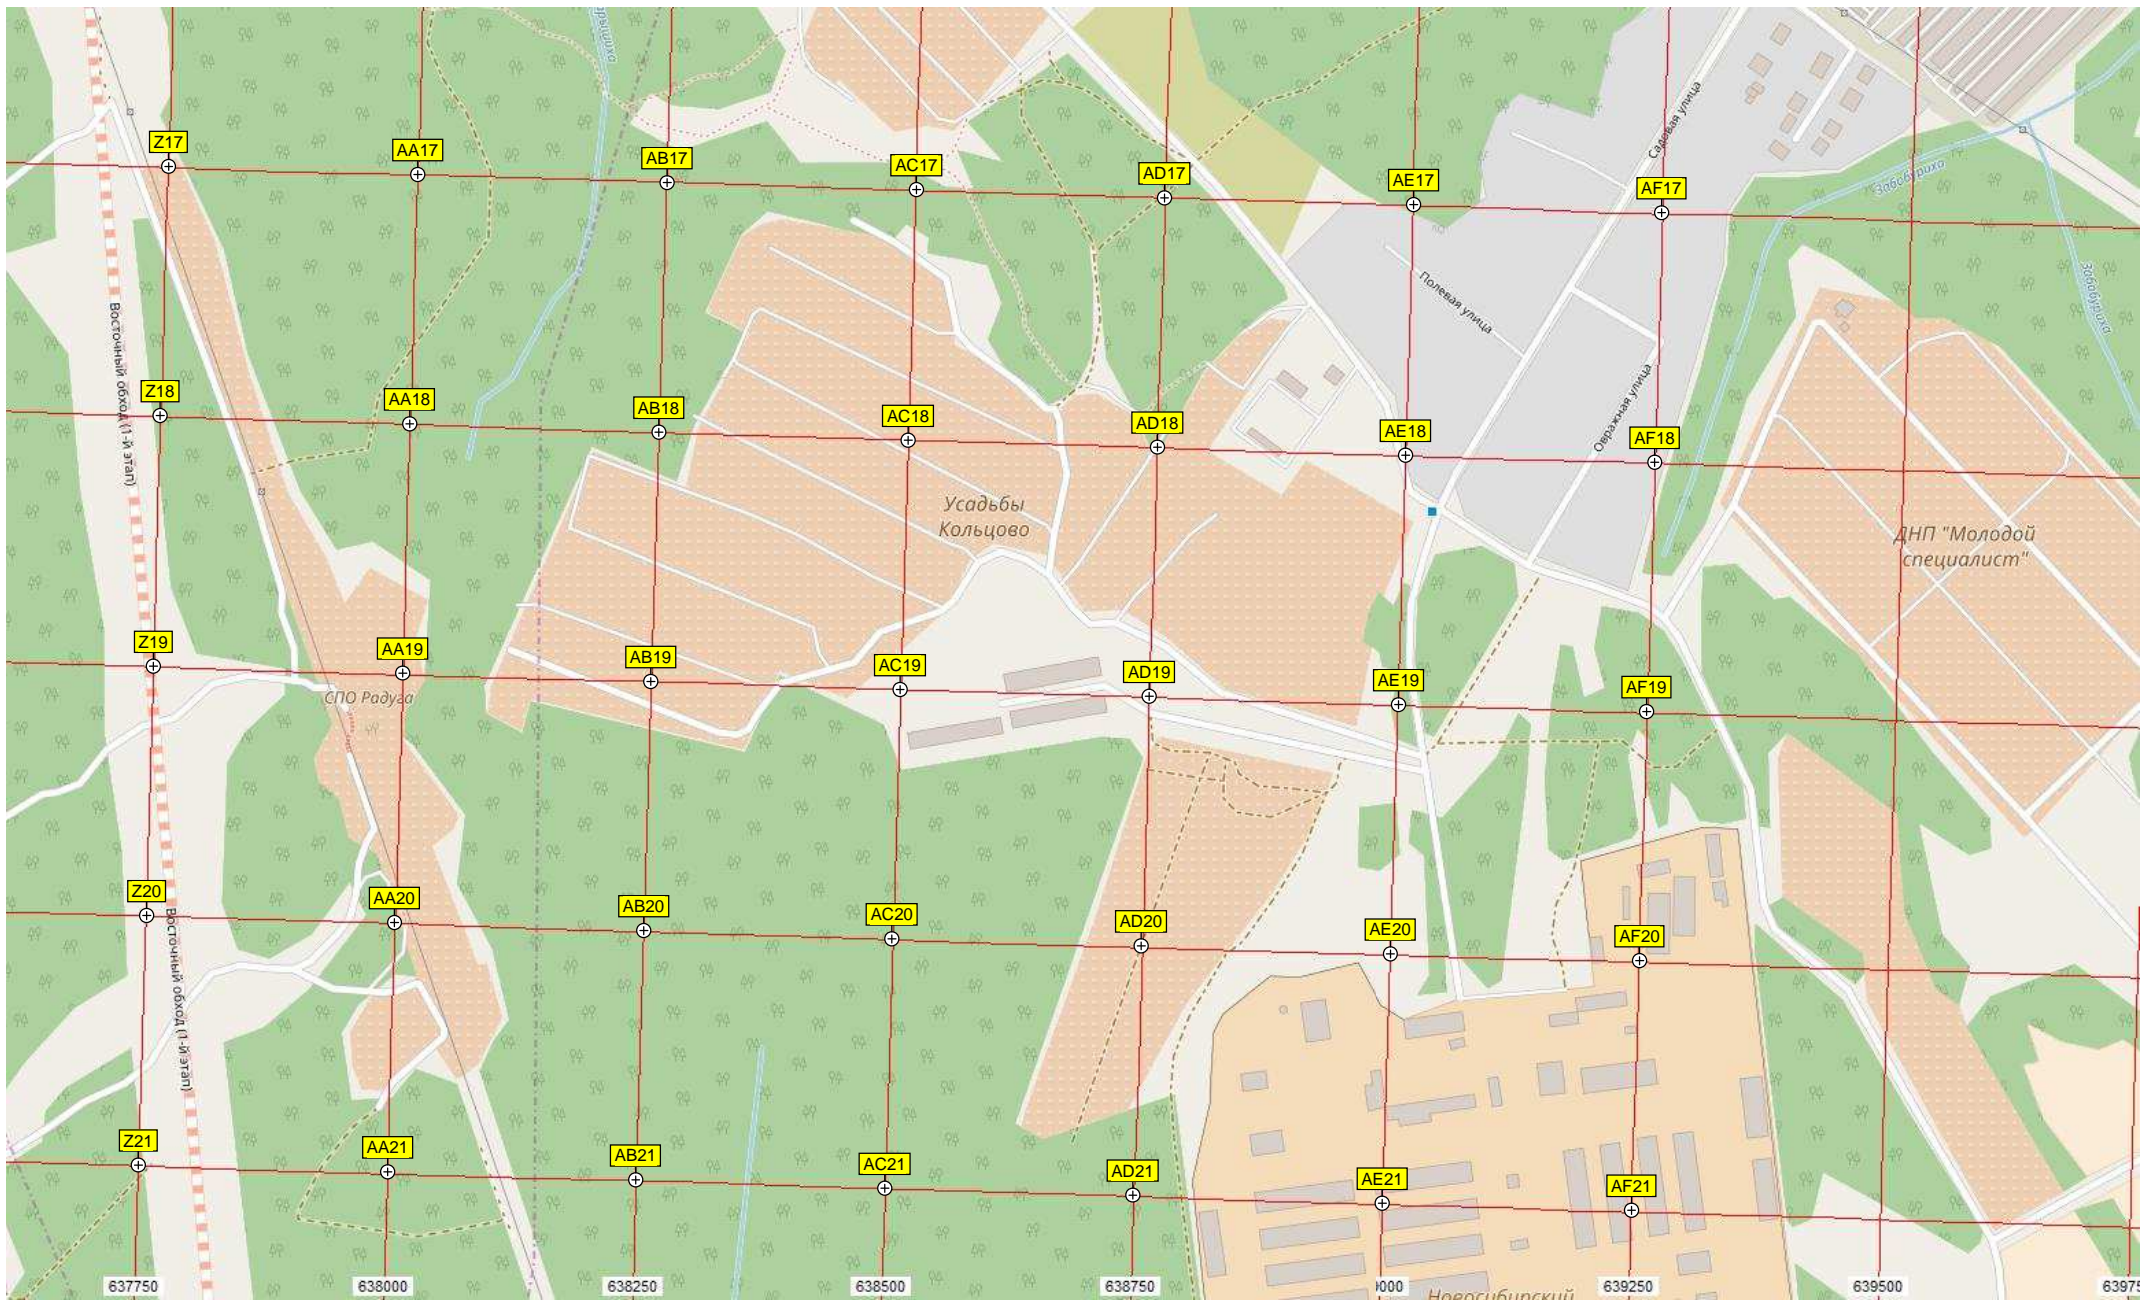 Z17
AA17
AB17
AC17
AD17
AE17
AF17
Садовая улица
Забобуриха
Забобуриха
Полевая улица
Овражная улица
Восточный обход (1-й этап)
Z18
AA18
AB18
AC18
AD18
AE18
AF18
Усадьбы
Кольцово
ДНП "Молодой
специалист"
Z19
AA19
AB19
AC19
AD19
AE19
AF19
СПО Радуга
Z20
AA20
AB20
AC20
AD20
AE20
AF20
Восточный обход (1-й этап)
Z21
AA21
AB21
AC21
AD21
AE21
AF21
637750
638000
638250
638500
638750
639250
639500
Новосибирский